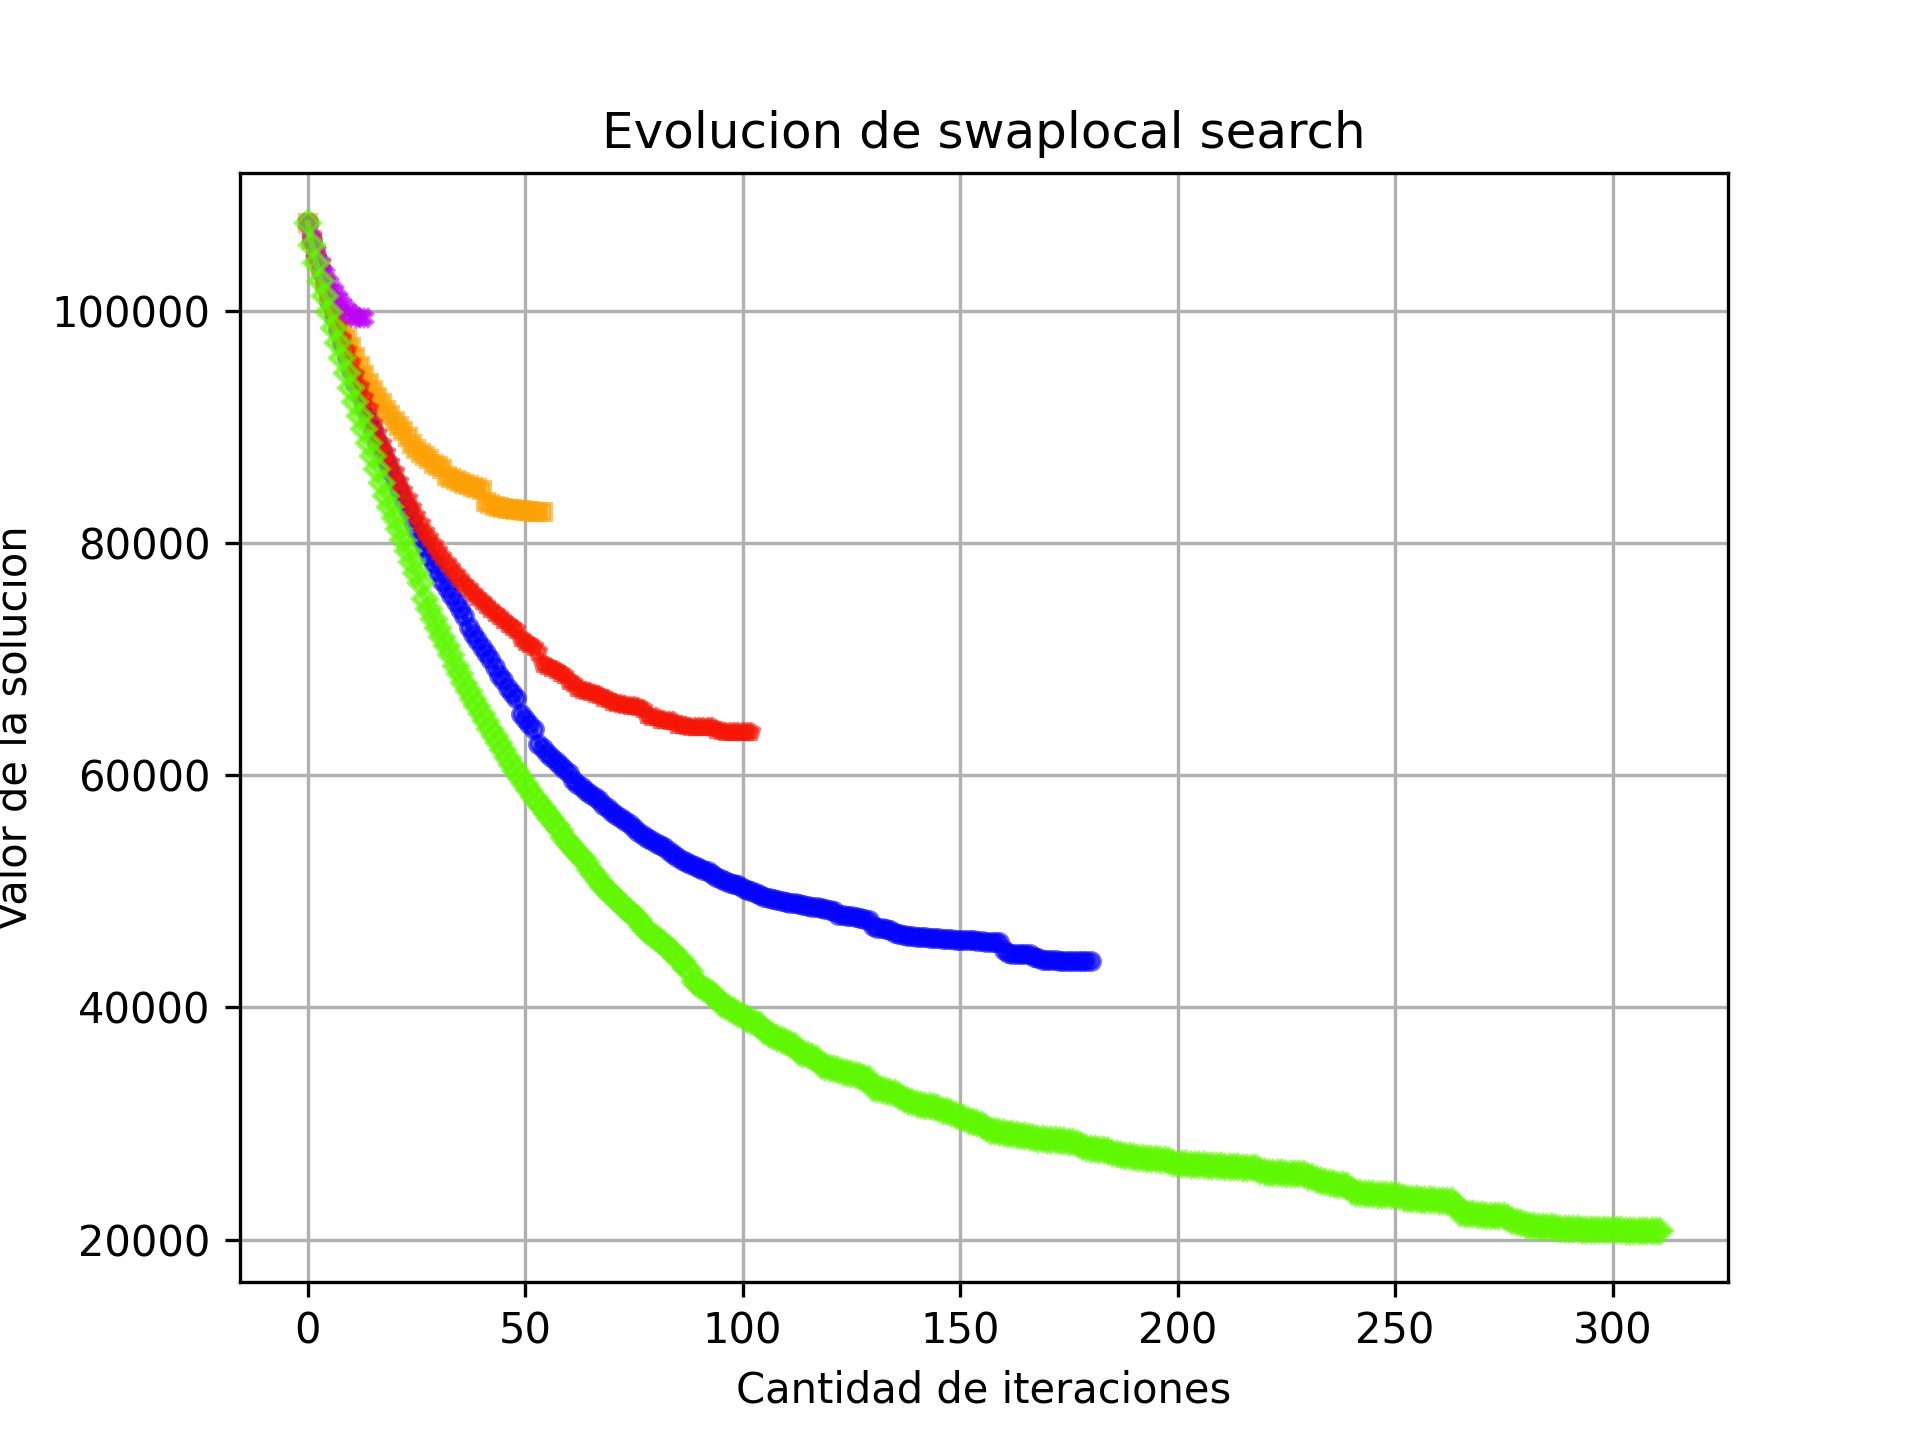 Evolucion de swaplocal search
Valor de la solucion
100000
80000
60000
40000
20000
0 50 100 150 200 250 300
Cantidad de iteraciones